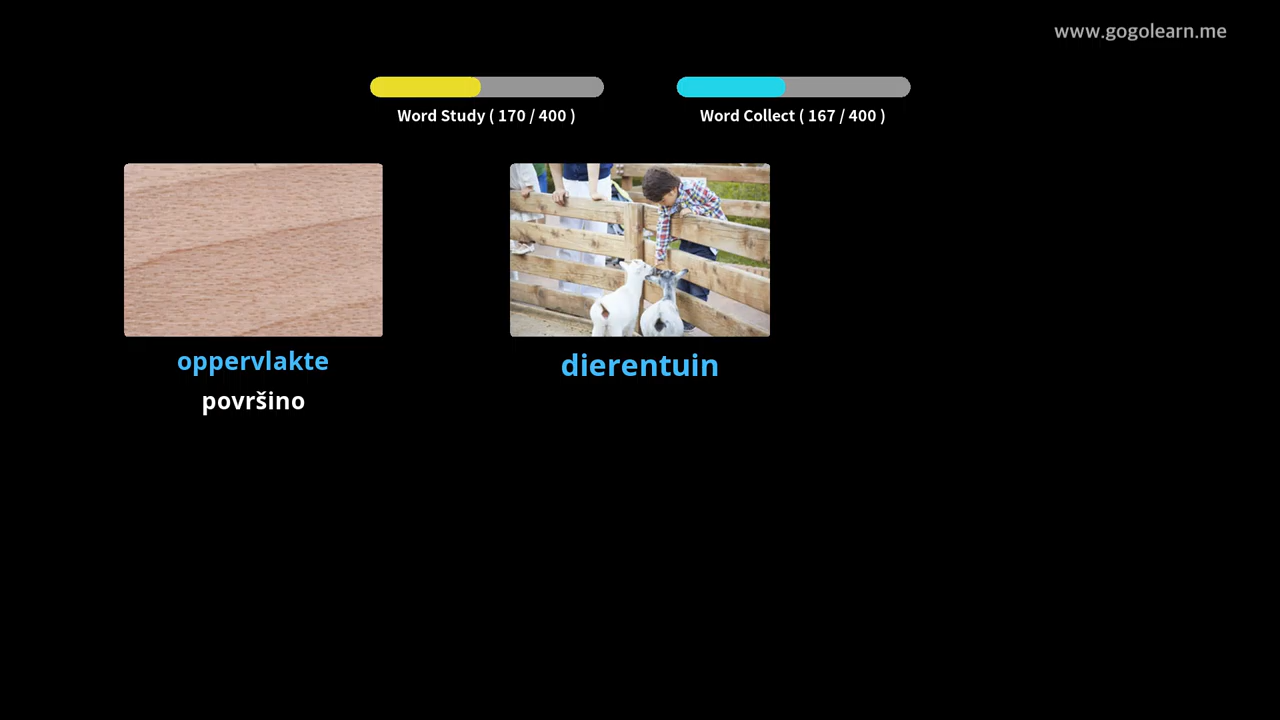 www.gogolearn.me
Word Study ( 170 / 400 )
Word Collect ( 167 / 400 )
oppervlakte
površino
dierentuin